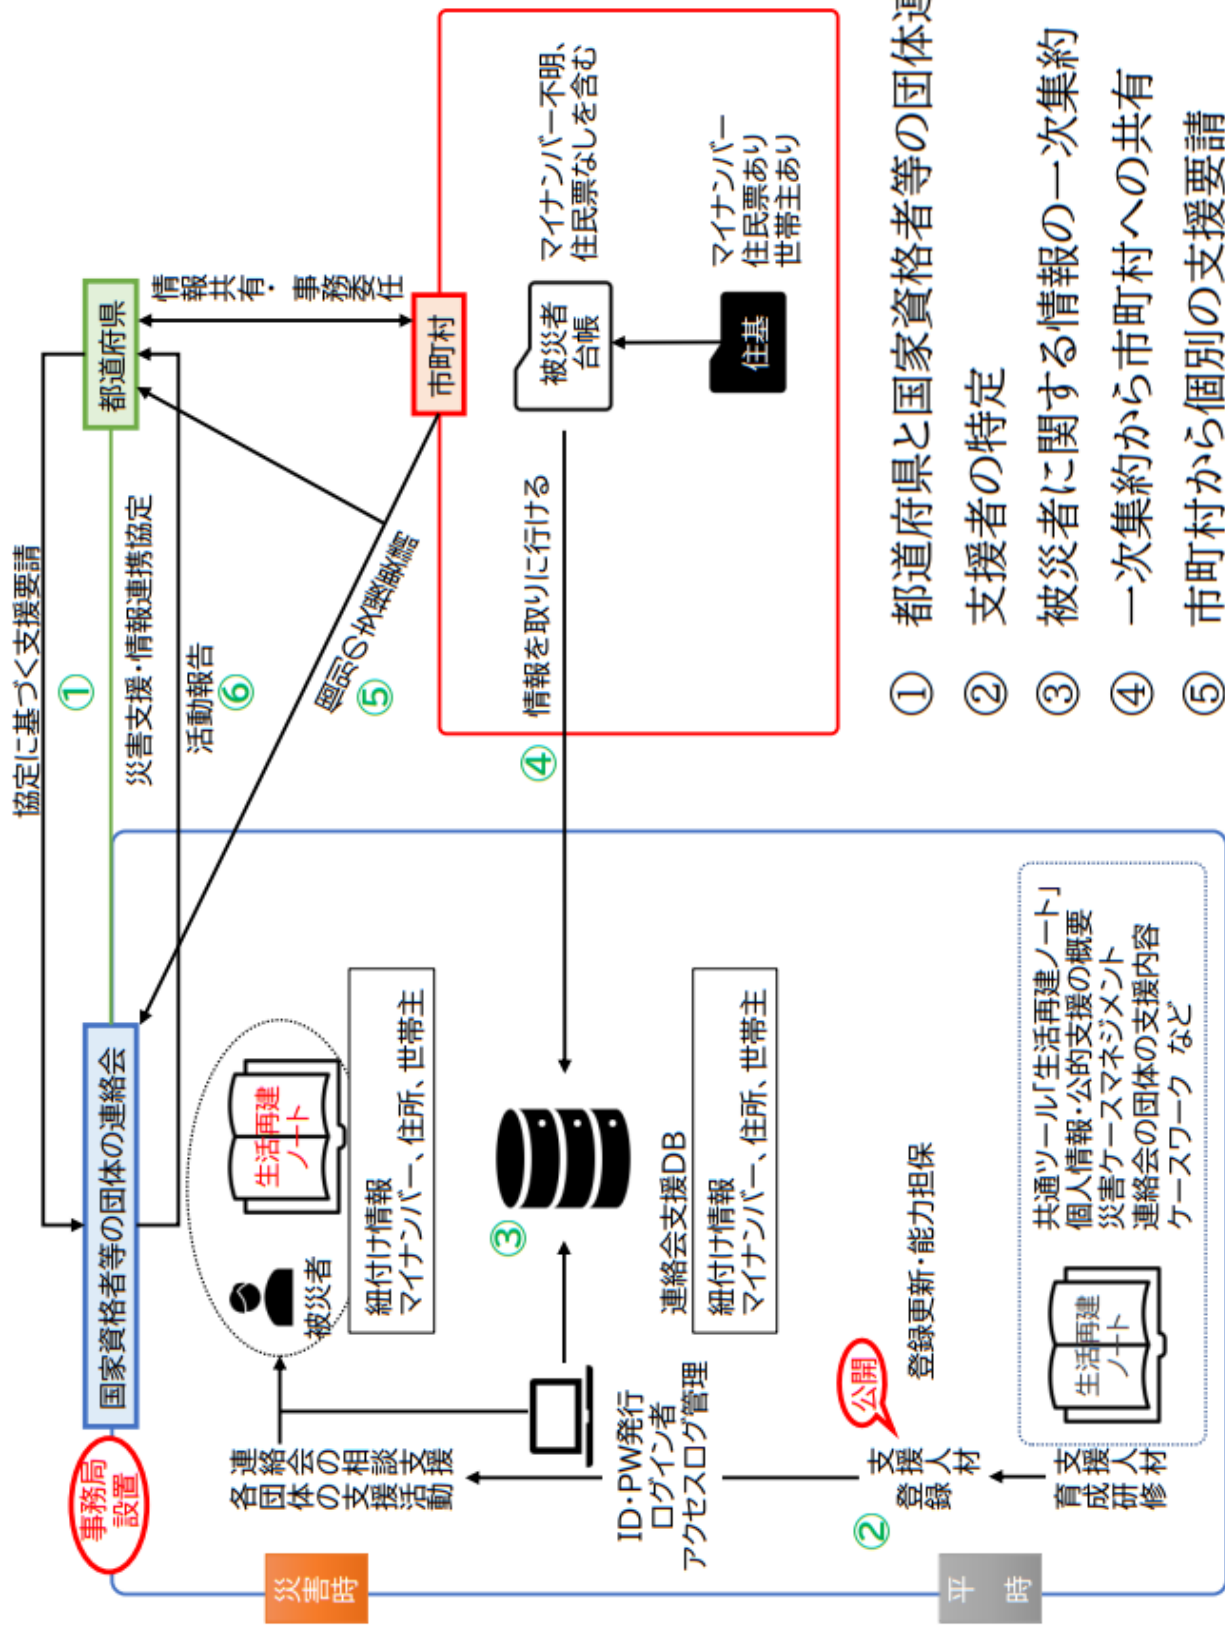 協定に基づく支援要請
①
災害支援・情報連携協定
活動報告
⑥
事務局
設置
国家資格者等の団体の連絡会
都道府県
情報共有・
事務委任
個別の支援要請
⑤
市町村
災害時
各団体の支援活動
連絡会の相談支援
被災者
生活再建
ノート
紐付け情報
マイナンバー、住所、世帯主
情報を取りに行ける
④
被災者
台帳
マイナンバー不明、
住民票なしを含む
住基
マイナンバー
住民票あり
世帯主あり
③
連絡会支援DB
紐付け情報
マイナンバー、住所、世帯主
ID・PW発行
ログイン者
アクセスログ管理
②
支援人材
登録
公開
登録更新・能力担保
平時
支援人材
育成研修
生活再建
ノート
共通ツール「生活再建ノート」
個人情報・公的支援の概要
災害ケースマネジメント
連絡会の団体の支援内容
ケースワーク など
① 都道府県と国家資格者等の団体連
② 支援者の特定
③ 被災者に関する情報の一次集約
④ 一次集約から市町村への共有
⑤ 市町村から個別の支援要請